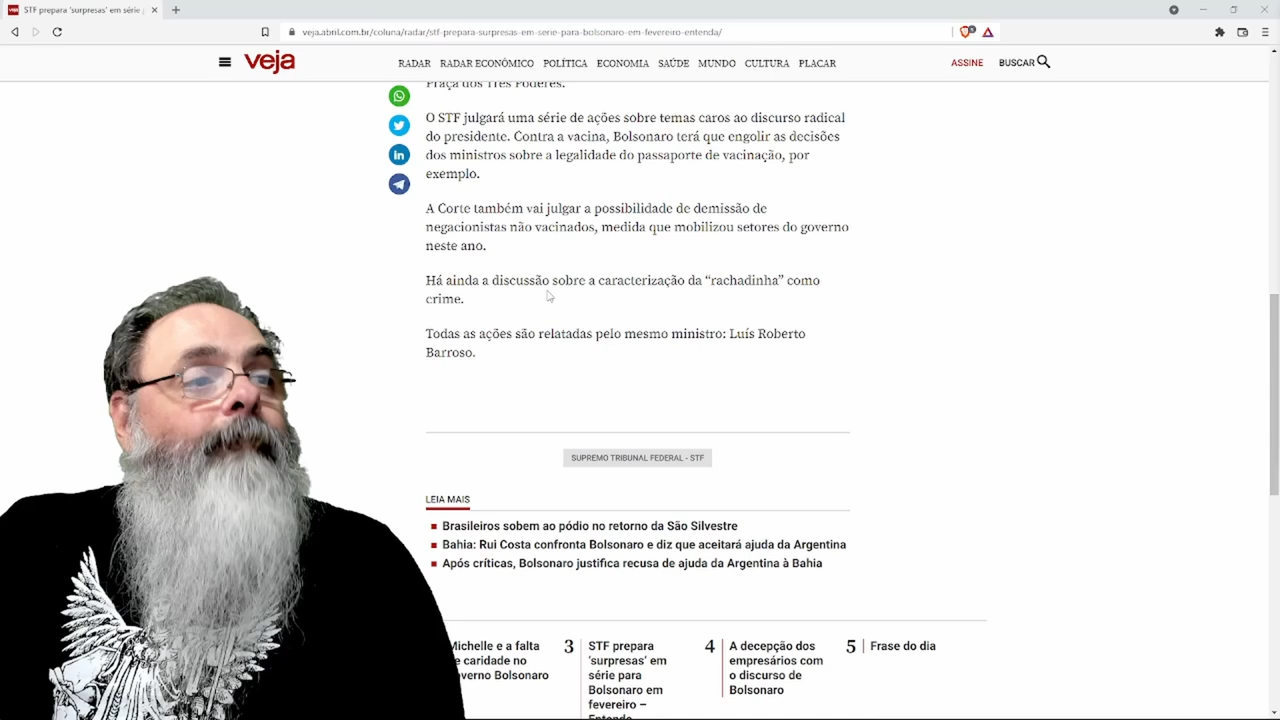 STF prepara 'surpresas' em série
veja.abril.com.br/coluna/radar/stf-prepara-surpresas-em-serie-para-bolsonaro-em-fevereiro-entenda/
veja
RADAR RADAR ECONÔMICO POLÍTICA ECONOMIA SAÚDE MUNDO CULTURA PLACAR
ASSINE BUSCAR
Praça dos Três Poderes.
O STF julgará uma série de ações sobre temas caros ao discurso radical
do presidente. Contra a vacina, Bolsonaro terá que engolir as decisões
dos ministros sobre a legalidade do passaporte de vacinação, por
exemplo.
A Corte também vai julgar a possibilidade de demissão de
negacionistas não vacinados, medida que mobilizou setores do governo
neste ano.
Há ainda a discussão sobre a caracterização da “rachadinha” como
crime.
Todas as ações são relatadas pelo mesmo ministro: Luís Roberto
Barroso.
SUPREMO TRIBUNAL FEDERAL - STF
LEIA MAIS
Brasileiros sobem ao pódio no retorno da São Silvestre
Bahia: Rui Costa confronta Bolsonaro e diz que aceitará ajuda da Argentina
Após críticas, Bolsonaro justifica recusa de ajuda da Argentina à Bahia
Michelle e a falta
e caridade no
overno Bolsonaro
3
STF prepara
'surpresas' em
série para
Bolsonaro em
fevereiro –
Entenda
4
A decepção dos
empresários com
o discurso de
Bolsonaro
5
Frase do dia